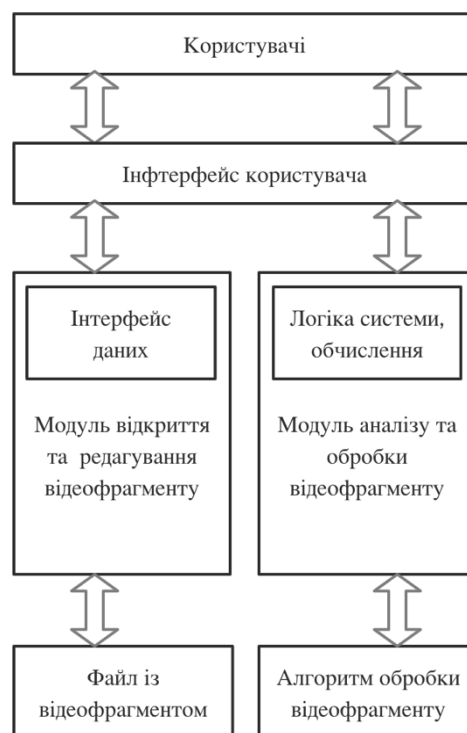 Користувачі
Інфтерфейс користувача
Інтерфейс
даних
Модуль відкриття
та редагування
відеофрагменту
Логіка системи,
обчислення
Модуль аналізу та
обробки
відеофрагменту
Файл із
відеофрагментом
Алгоритм обробки
відеофрагменту